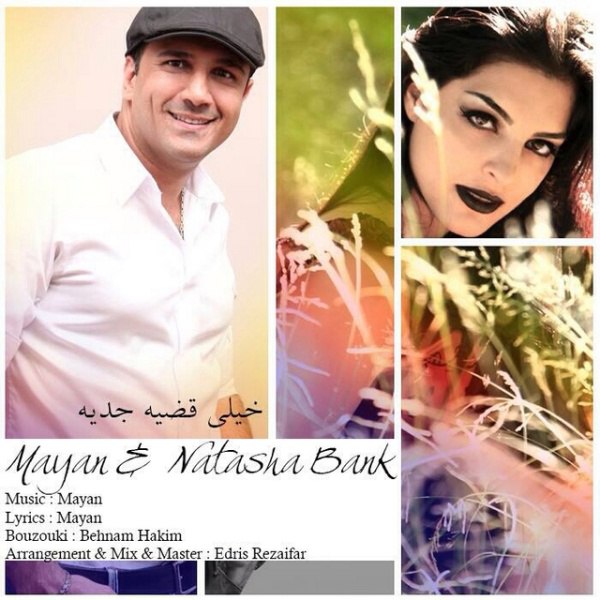 خیلی قضیه جدیه
Mayan & Natasha Bank
Music : Mayan
Lyrics : Mayan
Bouzouki : Behnam Hakim
Arrangement & Mix & Master : Edris Rezaifar